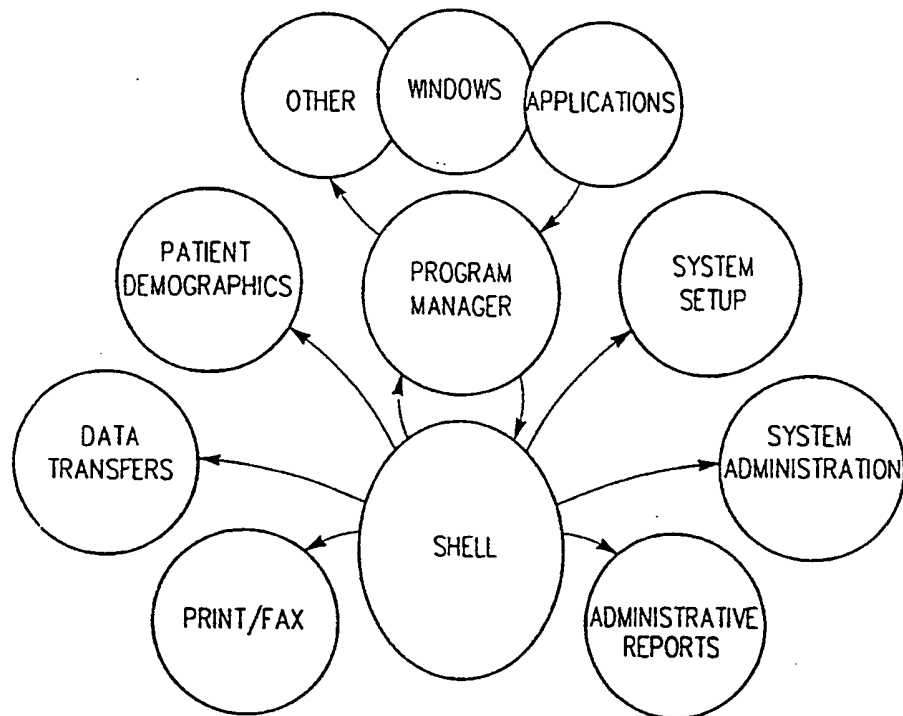 OTHER
WINDOWS
APPLICATIONS
PATIENT
DEMOGRAPHICS
PROGRAM
MANAGER
SYSTEM
SETUP
DATA
TRANSFERS
SYSTEM
ADMINISTRATION
SHELL
PRINT/FAX
ADMINISTRATIVE
REPORTS